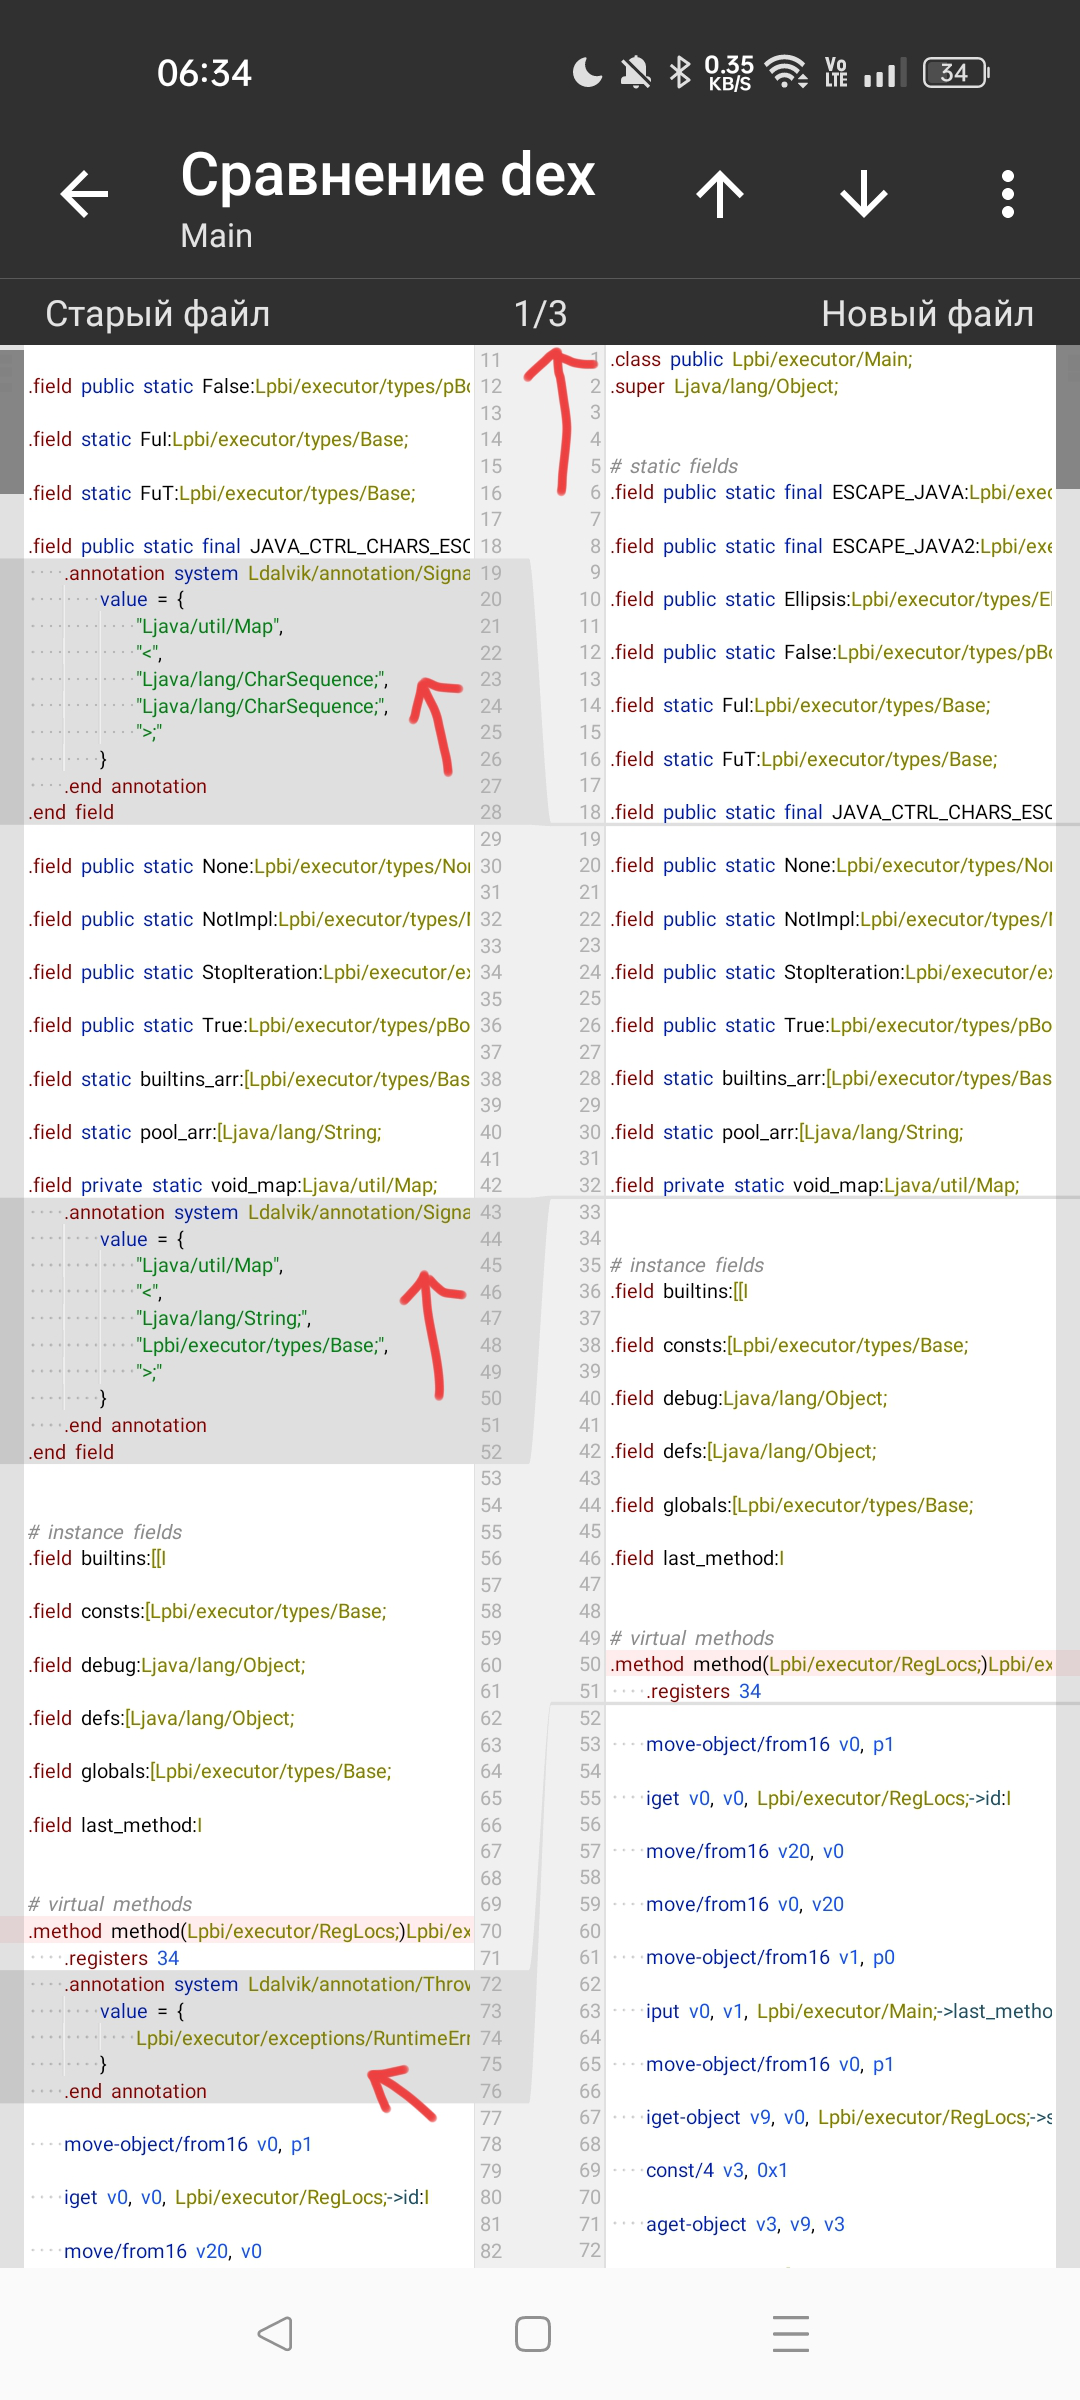 06:34
0.35 KB/S
Vo LTE
34
Сравнение dex
Main
Старый файл 1/3 Новый файл
11
.field public static False:Lpbi/executor/types/pBo 12
13
.field static Ful:Lpbi/executor/types/Base; 14
15
.field static FuT:Lpbi/executor/types/Base; 16
17
.field public static final JAVA_CTRL_CHARS_ESC 18
.annotation system Ldalvik/annotation/Signa 19
value = { 20
"Ljava/util/Map", 21
"<", 22
"Ljava/lang/CharSequence;", 23
"Ljava/lang/CharSequence;", 24
">;" 25
} 26
.end annotation 27
.end field 28
29
.field public static None:Lpbi/executor/types/Non 30
31
.field public static NotImpl:Lpbi/executor/types/N 32
33
.field public static StopIteration:Lpbi/executor/ex 34
35
.field public static True:Lpbi/executor/types/pBo 36
37
.field static builtins_arr:[Lpbi/executor/types/Bas 38
39
.field static pool_arr:[Ljava/lang/String; 40
41
.field private static void_map:Ljava/util/Map; 42
.annotation system Ldalvik/annotation/Signa 43
value = { 44
"Ljava/util/Map", 45
"<", 46
"Ljava/lang/String;", 47
"Lpbi/executor/types/Base;", 48
">;" 49
} 50
.end annotation 51
.end field 52
53
54
# instance fields 55
.field builtins:[[I 56
57
.field consts:[Lpbi/executor/types/Base; 58
59
.field debug:Ljava/lang/Object; 60
61
.field defs:[Ljava/lang/Object; 62
63
.field globals:[Lpbi/executor/types/Base; 64
65
.field last_method:I 66
67
68
# virtual methods 69
.method method(Lpbi/executor/RegLocs;)Lpbi/ex 70
.registers 34 71
.annotation system Ldalvik/annotation/Throw 72
value = { 73
Lpbi/executor/exceptions/RuntimeErr 74
} 75
.end annotation 76
77
move-object/from16 v0, p1 78
79
iget v0, v0, Lpbi/executor/RegLocs;->id:I 80
81
move/from16 v20, v0 82
1 .class public Lpbi/executor/Main;
2 .super Ljava/lang/Object;
3
4
5 # static fields
6 .field public static final ESCAPE_JAVA:Lpbi/exec
7
8 .field public static final ESCAPE_JAVA2:Lpbi/exe
9
10 .field public static Ellipsis:Lpbi/executor/types/El
11
12 .field public static False:Lpbi/executor/types/pBo
13
14 .field static Ful:Lpbi/executor/types/Base;
15
16 .field static FuT:Lpbi/executor/types/Base;
17
18 .field public static final JAVA_CTRL_CHARS_ESC
19
20 .field public static None:Lpbi/executor/types/Non
21
22 .field public static NotImpl:Lpbi/executor/types/N
23
24 .field public static StopIteration:Lpbi/executor/ex
25
26 .field public static True:Lpbi/executor/types/pBo
27
28 .field static builtins_arr:[Lpbi/executor/types/Bas
29
30 .field static pool_arr:[Ljava/lang/String;
31
32 .field private static void_map:Ljava/util/Map;
33
34
35 # instance fields
36 .field builtins:[[I
37
38 .field consts:[Lpbi/executor/types/Base;
39
40 .field debug:Ljava/lang/Object;
41
42 .field defs:[Ljava/lang/Object;
43
44 .field globals:[Lpbi/executor/types/Base;
45
46 .field last_method:I
47
48
49 # virtual methods
50 .method method(Lpbi/executor/RegLocs;)Lpbi/ex
51 .registers 34
52
53 move-object/from16 v0, p1
54
55 iget v0, v0, Lpbi/executor/RegLocs;->id:I
56
57 move/from16 v20, v0
58
59 move/from16 v0, v20
60
61 move-object/from16 v1, p0
62
63 iput v0, v1, Lpbi/executor/Main;->last_metho
64
65 move-object/from16 v0, p1
66
67 iget-object v9, v0, Lpbi/executor/RegLocs;->s
68
69 const/4 v3, 0x1
70
71 aget-object v3, v9, v3
72